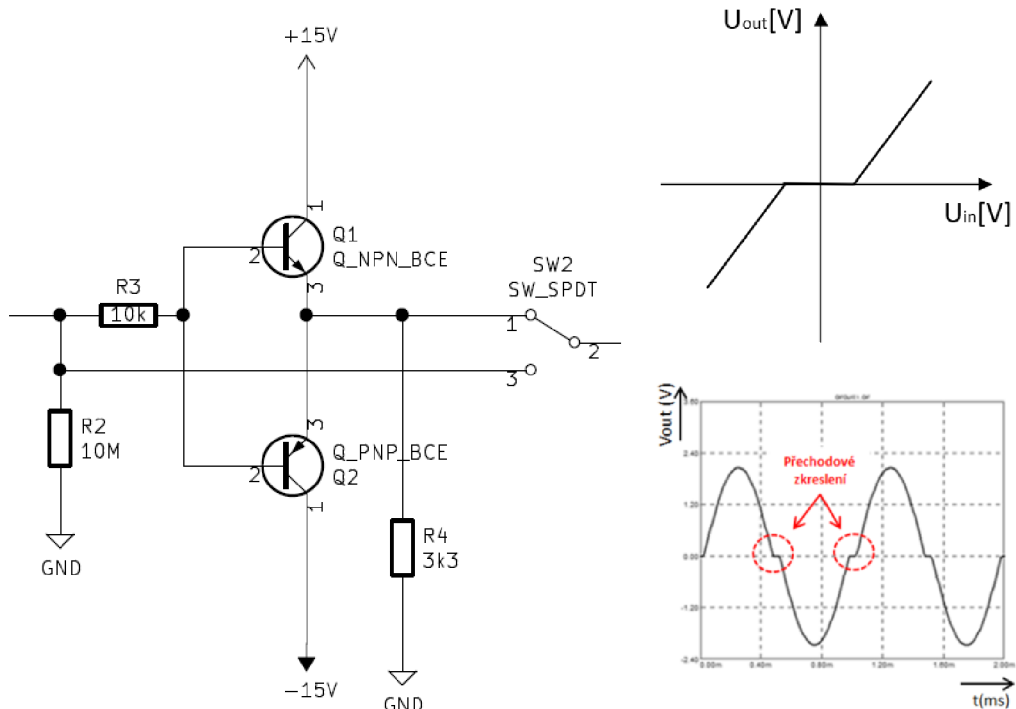 +15V
1
Q1
2
Q_NPN_BCE
3
R3
10k
SW2
SW_SPDT
1
2
3
R2
10M
3
Q_PNP_BCE
2
Q2
1
R4
3k3
GND
-15V
GND
Uout[V]
Uin[V]
Vout (V)
2.40
1.20
0.00
-1.20
-2.40
Přechodové
zkreslení
0.00m 0.40m 0.80m 1.20m 1.60m 2.00m
t(ms)